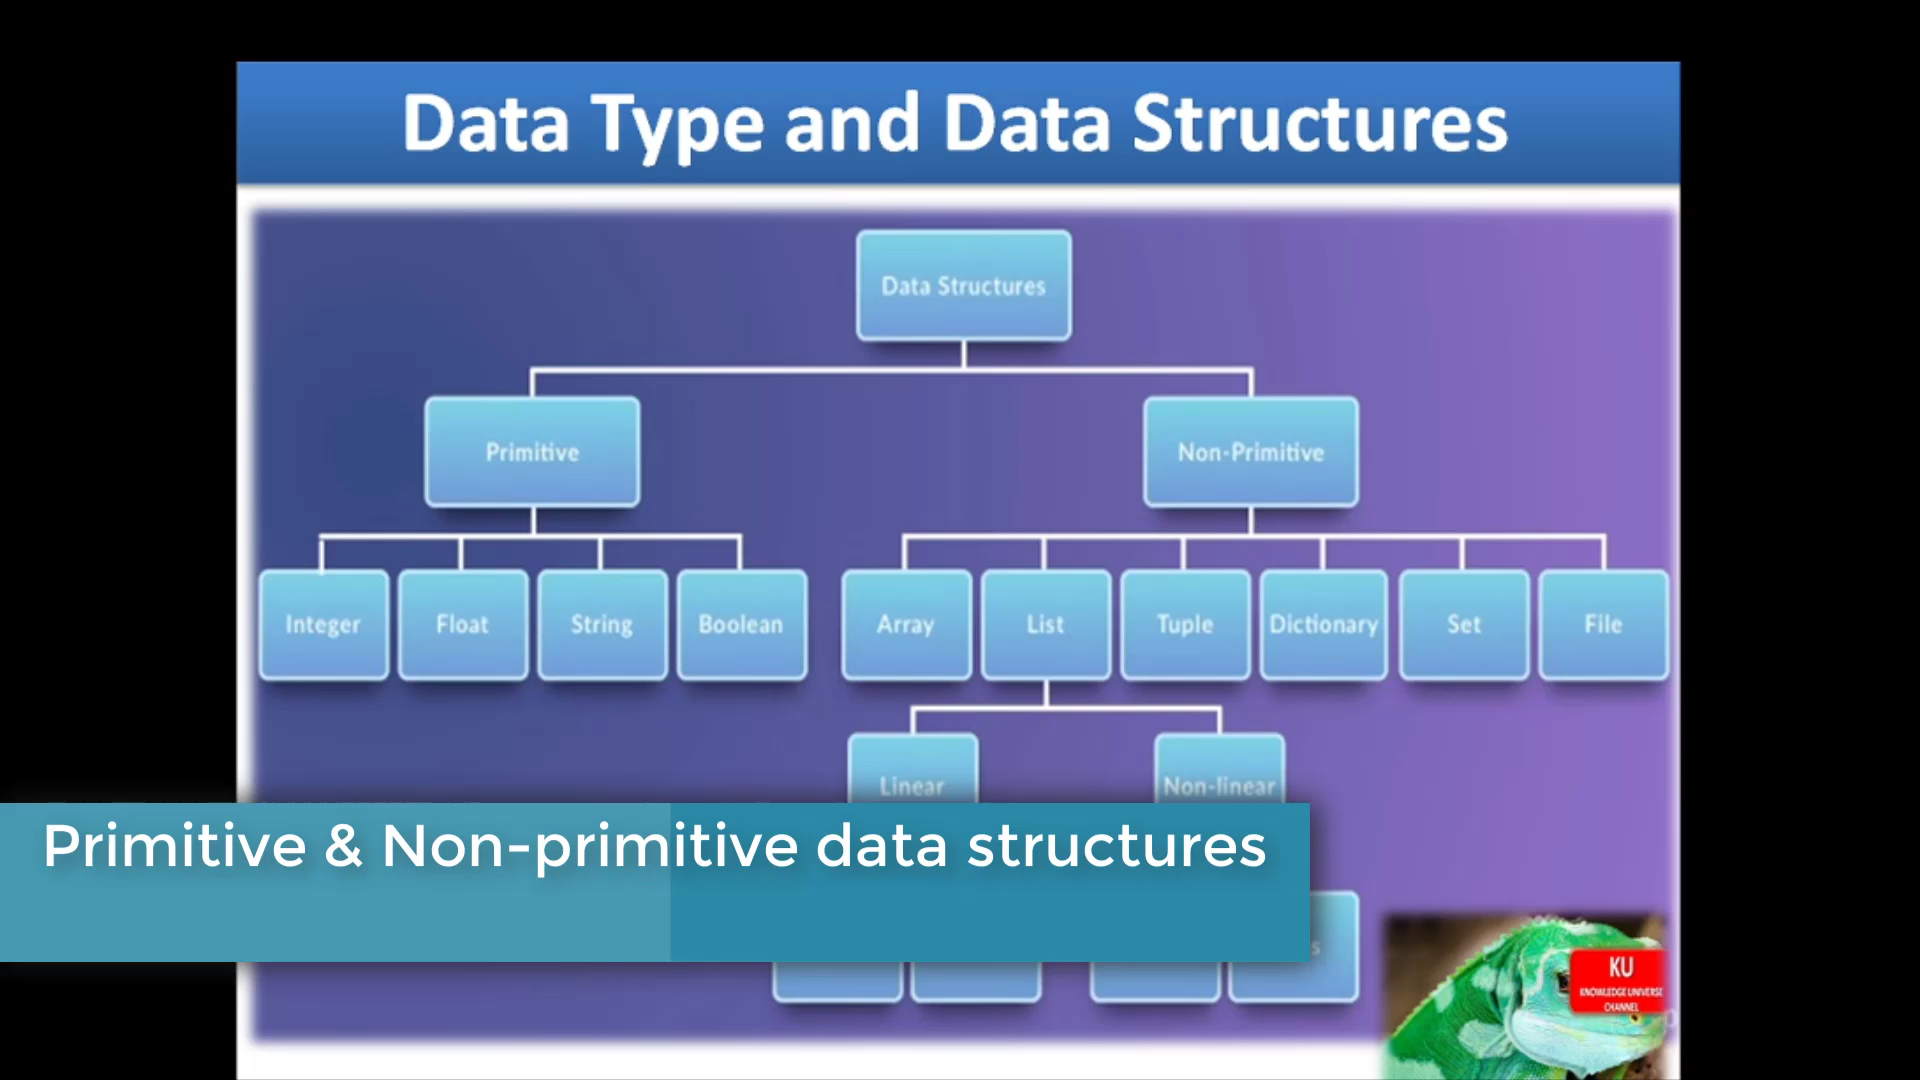 Data Type and Data Structures
Data Structures
Primitive
Non-Primitive
Integer
Float
String
Boolean
Array
List
Tuple
Dictionary
Set
File
Linear
Non-linear
Primitive & Non-primitive data structures
KU
KNOWLEDGE UNIVERSE
CHANNEL